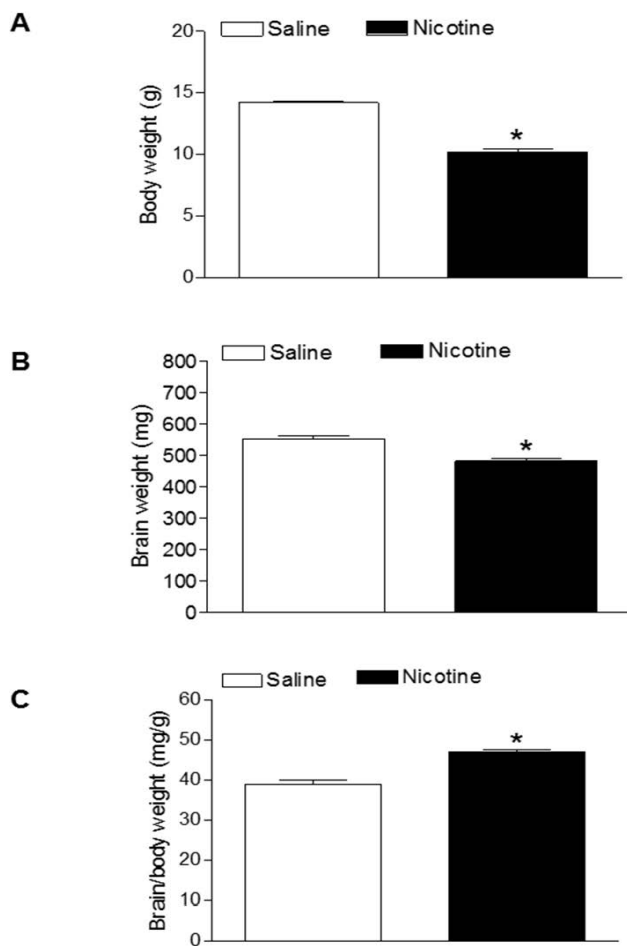 A
Saline Nicotine
Body weight (g)
20
15
10
5
0
*
B
Saline Nicotine
Brain weight (mg)
800
700
600
500
400
300
200
100
0
*
C
Saline Nicotine
Brain/body weight (mg/g)
60
50
40
30
20
10
0
*